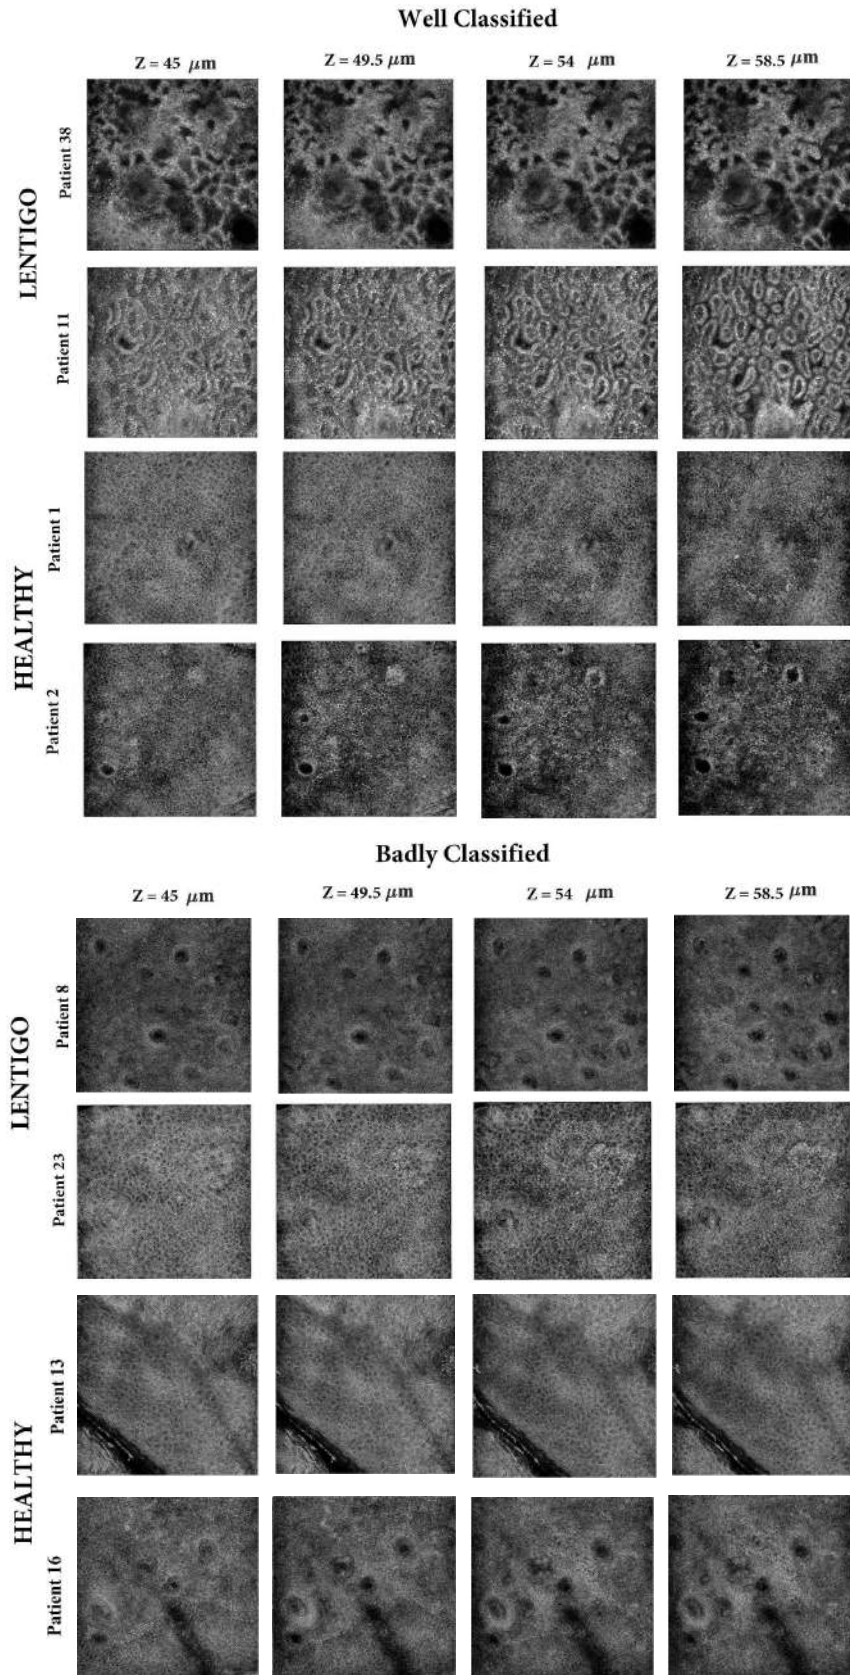 Well Classified
Z = 45 μm
Z = 49.5 μm
Z = 54 μm
Z = 58.5 μm
LENTIGO
Patient 38
Patient 11
HEALTHY
Patient 1
Patient 2
Badly Classified
Z = 45 μm
Z = 49.5 μm
Z = 54 μm
Z = 58.5 μm
LENTIGO
Patient 8
Patient 23
HEALTHY
Patient 13
Patient 16